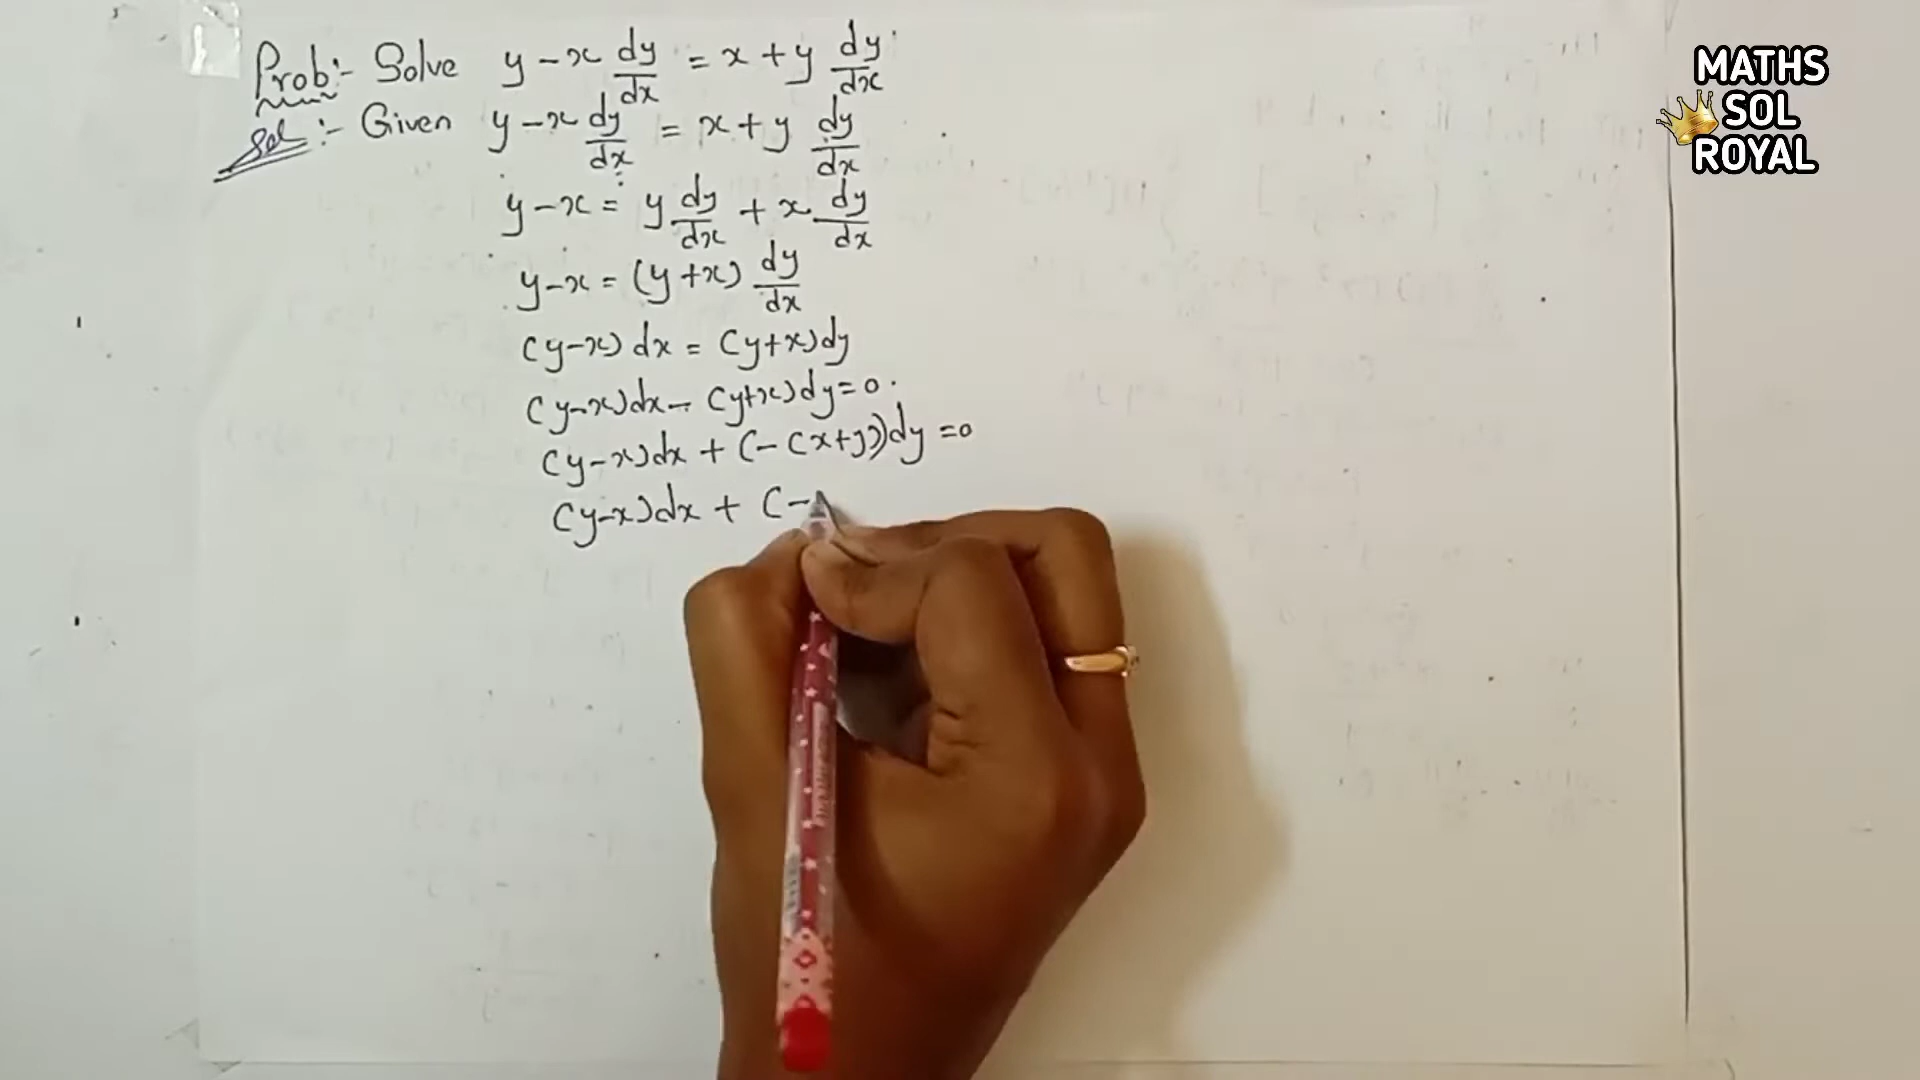 Prob:- Solve y-x dy/dx = x+y dy/dx
Sol:- Given y-x dy/dx = x+y dy/dx
y-x = y dy/dx + x dy/dx
y-x = (y+x) dy/dx
(y-x) dx = (y+x)dy
(y-x)dx - (y+x)dy=0.
(y-x)dx + (-(x+y))dy =0
(y-x)dx + (-
MATHS
SOL
ROYAL